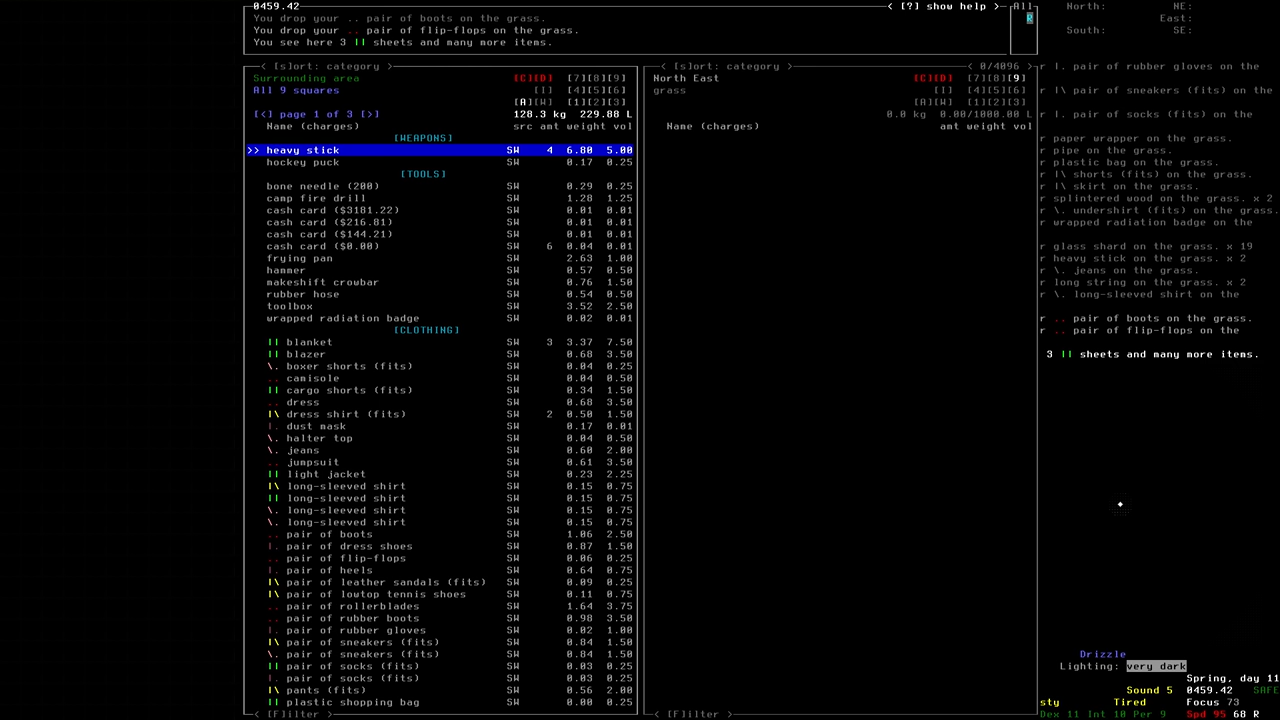 0459.42 < [?] show help > All North: NE:
You drop your .. pair of boots on the grass. R East:
You drop your .. pair of flip-flops on the grass. South: SE:
You see here 3 || sheets and many more items.
< [s]ort: category > < [s]ort: category > < 0/4096 > r |. pair of rubber gloves on the
Surrounding area [C][D] [7][8][9] North East [C][D] [7][8][9]
All 9 squares [I] [4][5][6] grass [I] [4][5][6] r |\ pair of sneakers (fits) on the
[A][W] [1][2][3] [A][W] [1][2][3]
[<] page 1 of 3 [>] 128.3 kg 229.88 L 0.0 kg 0.00/1000.00 L r |. pair of socks (fits) on the
Name (charges) src amt weight vol Name (charges) amt weight vol
[WEAPONS] r paper wrapper on the grass.
>> heavy stick SW 4 6.80 5.00 r pipe on the grass.
hockey puck SW 0.17 0.25 r plastic bag on the grass.
[TOOLS] r |\ shorts (fits) on the grass.
bone needle (200) SW 0.29 0.25 r |\ skirt on the grass.
camp fire drill SW 1.28 1.25 r splintered wood on the grass. x 2
cash card ($3181.22) SW 0.01 0.01 r \. undershirt (fits) on the grass.
cash card ($216.81) SW 0.01 0.01 r wrapped radiation badge on the
cash card ($144.21) SW 0.01 0.01
cash card ($0.00) SW 6 0.04 0.01 r glass shard on the grass. x 19
frying pan SW 2.63 1.00 r heavy stick on the grass. x 2
hammer SW 0.57 0.50 r \. jeans on the grass.
makeshift crowbar SW 0.76 1.50 r long string on the grass. x 2
rubber hose SW 0.54 0.50 r \. long-sleeved shirt on the
toolbox SW 3.52 2.50
wrapped radiation badge SW 0.02 0.01 r .. pair of boots on the grass.
[CLOTHING] r .. pair of flip-flops on the
|| blanket SW 3 3.37 7.50
|| blazer SW 0.68 3.50 3 || sheets and many more items.
\. boxer shorts (fits) SW 0.04 0.25
.. camisole SW 0.04 0.50
|| cargo shorts (fits) SW 0.34 1.50
.. dress SW 0.68 3.50
|\ dress shirt (fits) SW 2 0.50 1.50
|. dust mask SW 0.17 0.01
\. halter top SW 0.04 0.50
\. jeans SW 0.60 2.00
.. jumpsuit SW 0.61 3.50
|| light jacket SW 0.23 2.25
|\ long-sleeved shirt SW 0.15 0.75
|| long-sleeved shirt SW 0.15 0.75
\. long-sleeved shirt SW 0.15 0.75
\. long-sleeved shirt SW 0.15 0.75
.. pair of boots SW 1.06 2.50
|. pair of dress shoes SW 0.87 1.50
.. pair of flip-flops SW 0.06 0.25
|. pair of heels SW 0.64 0.75
|\ pair of leather sandals (fits) SW 0.09 0.25
|\ pair of lowtop tennis shoes SW 0.11 0.75
.. pair of rollerblades SW 1.64 3.75
.. pair of rubber boots SW 0.98 3.50
|. pair of rubber gloves SW 0.02 1.00
|\ pair of sneakers (fits) SW 0.84 1.50
\. pair of sneakers (fits) SW 0.84 1.50
|| pair of socks (fits) SW 0.03 0.25 Drizzle
|. pair of socks (fits) SW 0.03 0.25 Lighting: very dark
Spring, day 11
|\ pants (fits) SW 0.56 2.00 Sound 5 0459.42 SAFE
|| plastic shopping bag SW 0.00 0.25 sty Tired Focus 73
< [F]ilter > < [F]ilter > Dex 11 Int 10 Per 9 Spd 95 68 R